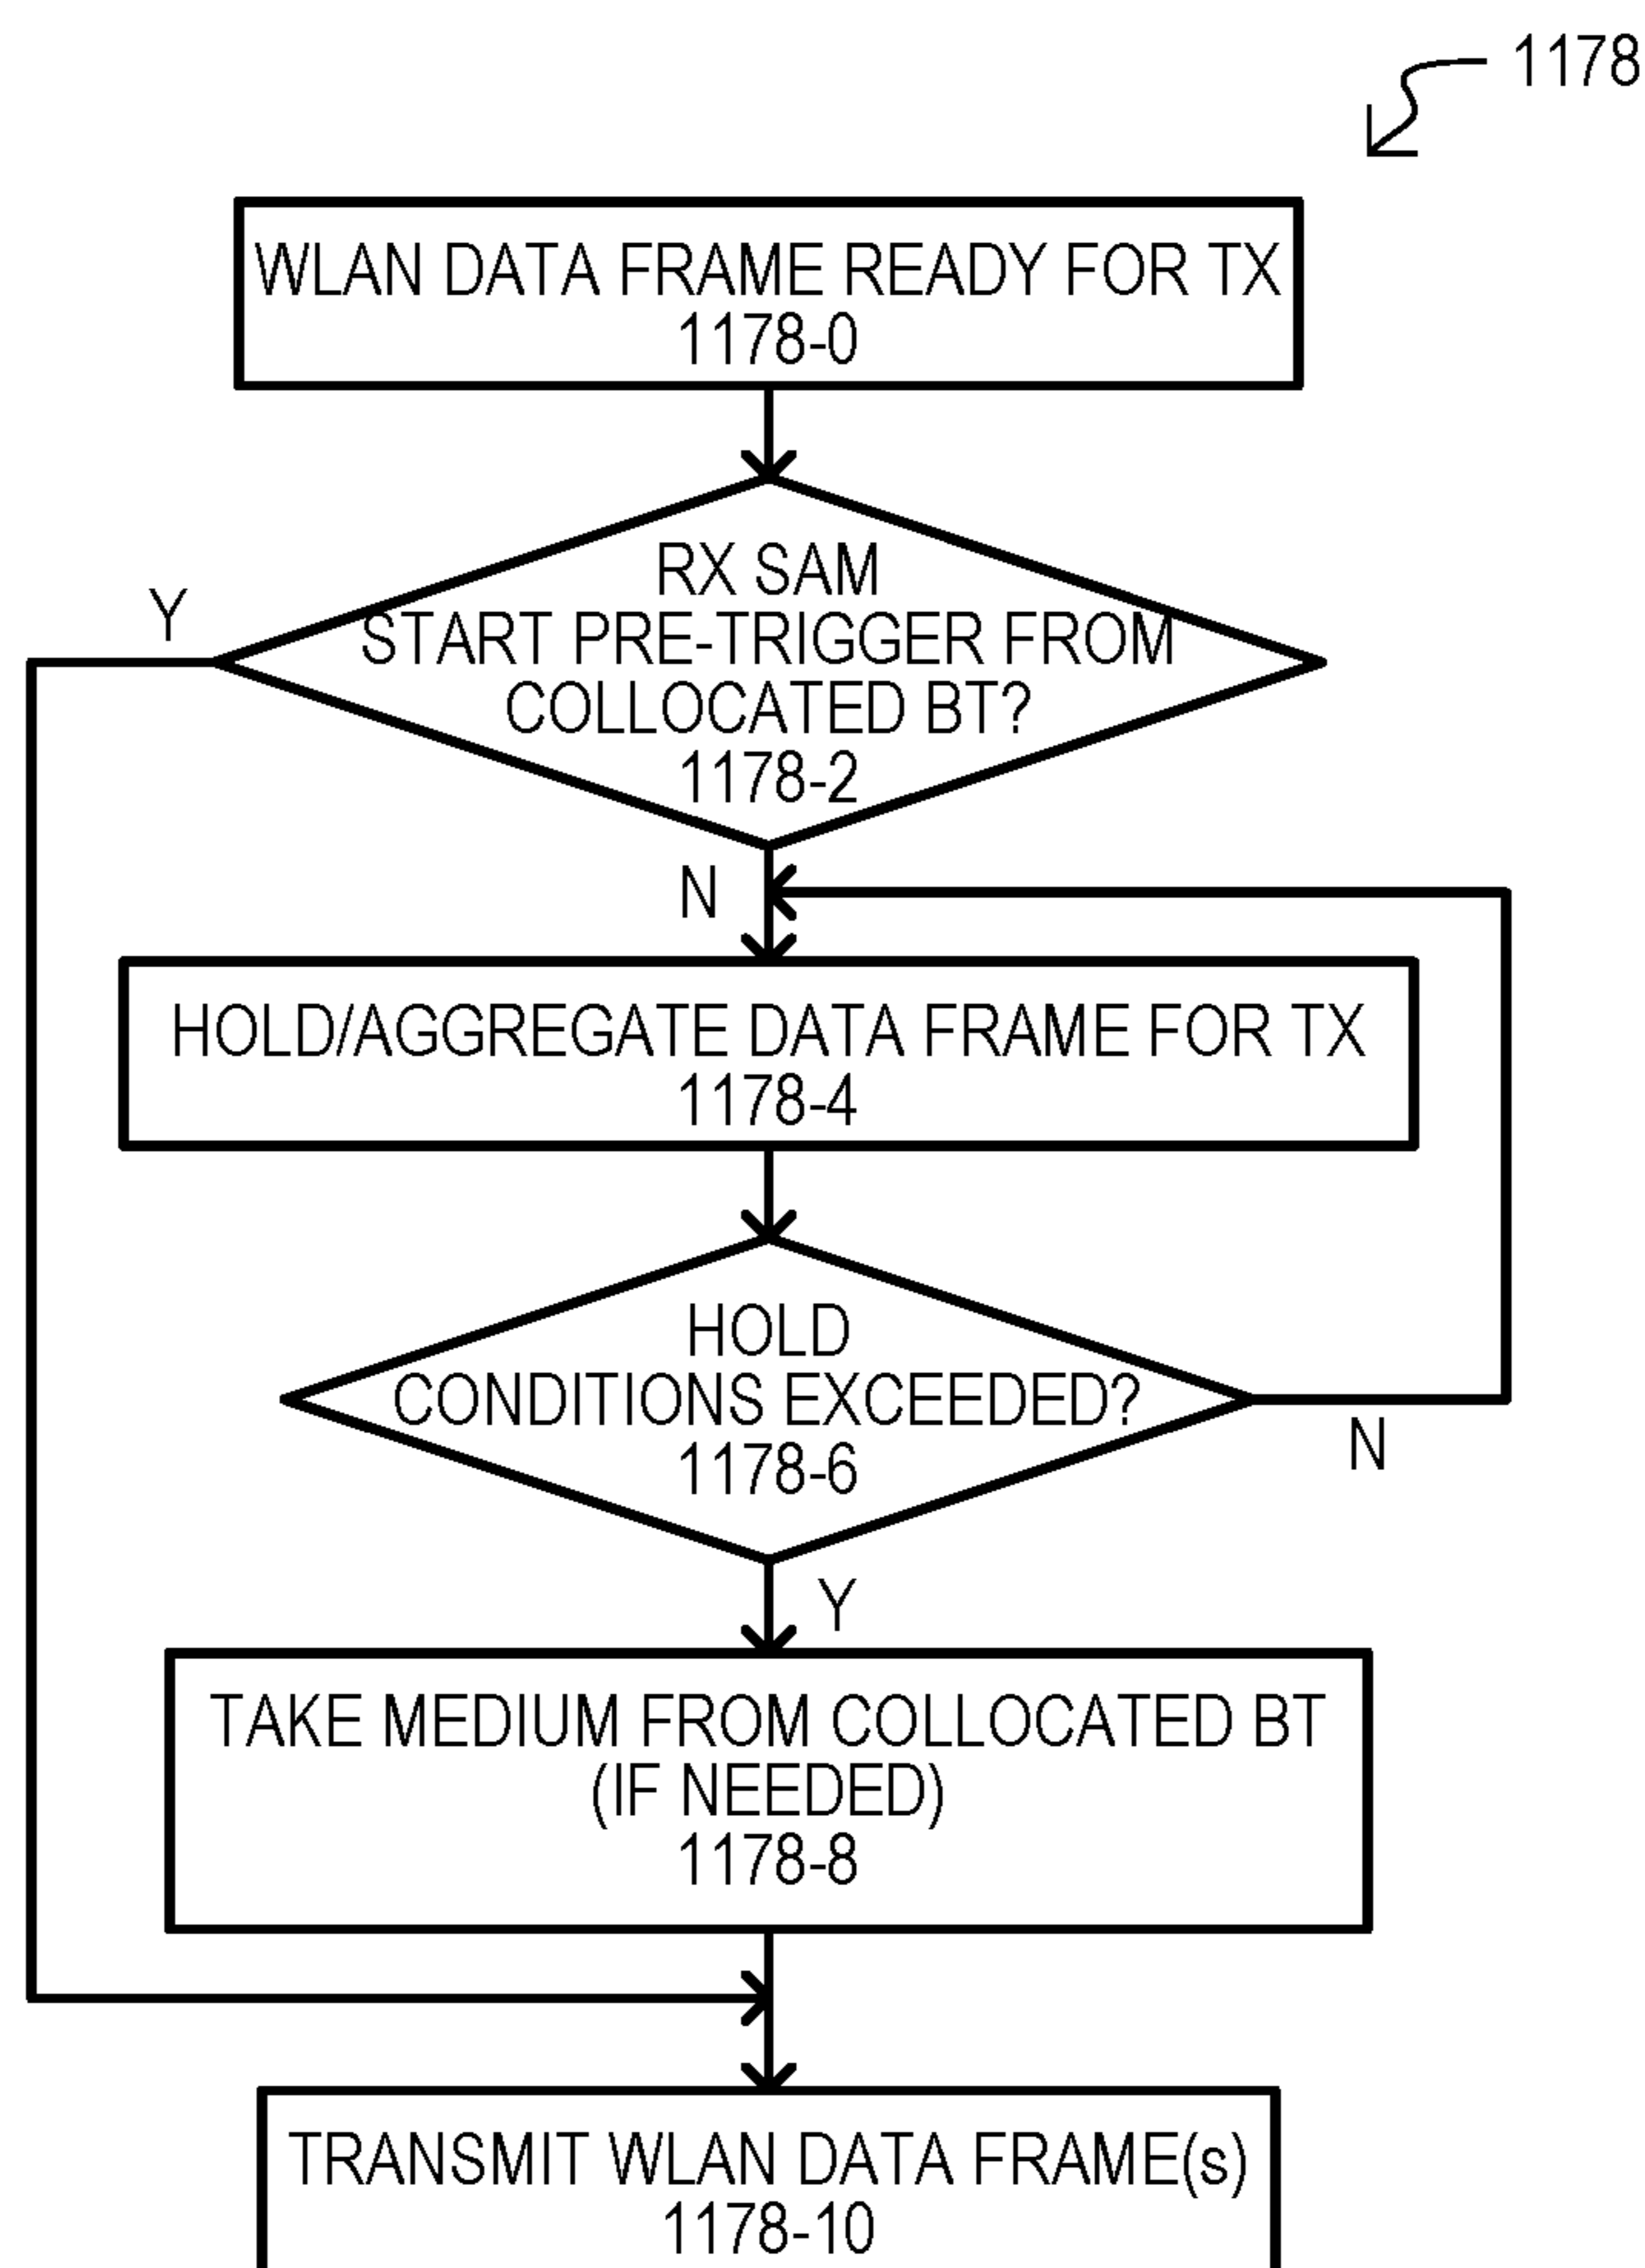 1178
WLAN DATA FRAME READY FOR TX
1178-0
RX SAM
START PRE-TRIGGER FROM
COLLOCATED BT?
1178-2
Y
N
HOLD/AGGREGATE DATA FRAME FOR TX
1178-4
HOLD
CONDITIONS EXCEEDED?
1178-6
N
Y
TAKE MEDIUM FROM COLLOCATED BT
(IF NEEDED)
1178-8
TRANSMIT WLAN DATA FRAME(s)
1178-10